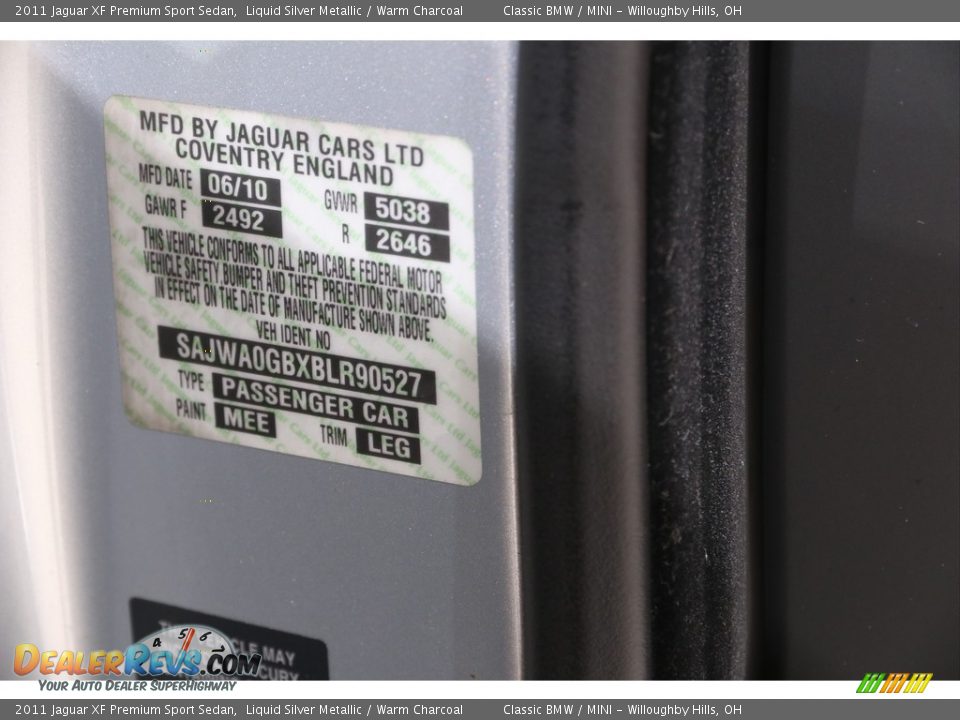 2011 Jaguar XF Premium Sport Sedan,  Liquid Silver Metallic / Warm Charcoal          Classic BMW / MINI – Willoughby Hills, OH
MFD BY JAGUAR CARS LTD
COVENTRY ENGLAND
MFD DATE 06/10 GVWR 5038
GAWR F 2492 R 2646
THIS VEHICLE CONFORMS TO ALL APPLICABLE FEDERAL MOTOR
VEHICLE SAFETY BUMPER AND THEFT PREVENTION STANDARDS
IN EFFECT ON THE DATE OF MANUFACTURE SHOWN ABOVE.
VEH IDENT NO
SAJWA0GBXBLR90527
TYPE PASSENGER CAR
PAINT MEE TRIM LEG
MAY
4 5 6
DEALERREVS.COM
YOUR AUTO DEALER SUPERHIGHWAY
2011 Jaguar XF Premium Sport Sedan,  Liquid Silver Metallic / Warm Charcoal          Classic BMW / MINI – Willoughby Hills, OH